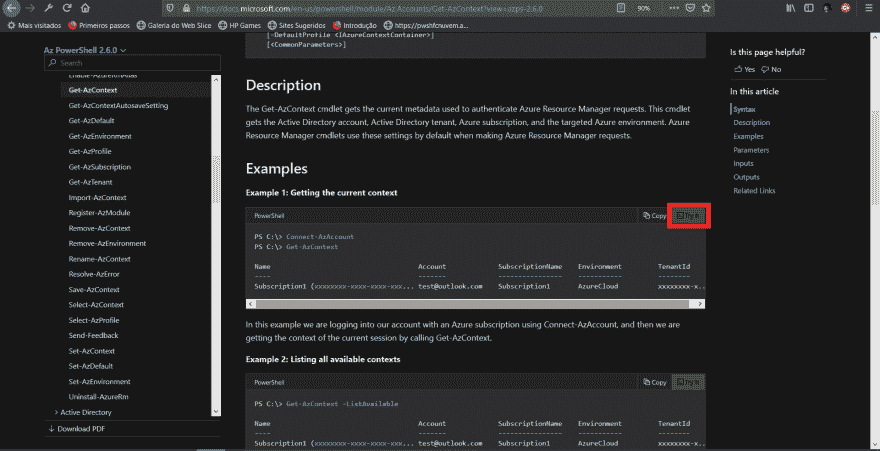 https://docs.microsoft.com/en-us/powershell/module/Az.Accounts/Get-AzContext?view=azps-2.6.0
90%
Mais visitados
Primeiros passos
Galeria do Web Slice
HP Games
Sites Sugeridos
Introdução
https://pwshfcnuvem.a...
Az PowerShell 2.6.0
Search
Enable-AzureRmAlias
Get-AzContext
Get-AzContextAutosaveSetting
Get-AzDefault
Get-AzEnvironment
Get-AzProfile
Get-AzSubscription
Get-AzTenant
Import-AzContext
Register-AzModule
Remove-AzContext
Remove-AzEnvironment
Rename-AzContext
Resolve-AzError
Save-AzContext
Select-AzContext
Select-AzProfile
Send-Feedback
Set-AzContext
Set-AzDefault
Set-AzEnvironment
Uninstall-AzureRm
Active Directory
Download PDF
[-DefaultProfile <IAzureContextContainer>]
[<CommonParameters>]
Description
The Get-AzContext cmdlet gets the current metadata used to authenticate Azure Resource Manager requests. This cmdlet
gets the Active Directory account, Active Directory tenant, Azure subscription, and the targeted Azure environment. Azure
Resource Manager cmdlets use these settings by default when making Azure Resource Manager requests.
Examples
Example 1: Getting the current context
PowerShell
Copy
PS C:\> Connect-AzAccount
PS C:\> Get-AzContext
Name Account SubscriptionName Environment TenantId
---- ------- ---------------- ----------- --------
Subscription1 (xxxxxxxx-xxxx-xxxx-xxx... test@outlook.com Subscription1 AzureCloud xxxxxxxx-x..
In this example we are logging into our account with an Azure subscription using Connect-AzAccount, and then we are
getting the context of the current session by calling Get-AzContext.
Example 2: Listing all available contexts
PowerShell
Copy
PS C:\> Get-AzContext -ListAvailable
Name Account SubscriptionName Environment TenantId
---- ------- ---------------- ----------- --------
Subscription1 (xxxxxxxx-xxxx-xxxx-xxx... test@outlook.com Subscription1 AzureCloud xxxxxxxx-x..
Is this page helpful?
Yes No
In this article
Syntax
Description
Examples
Parameters
Inputs
Outputs
Related Links